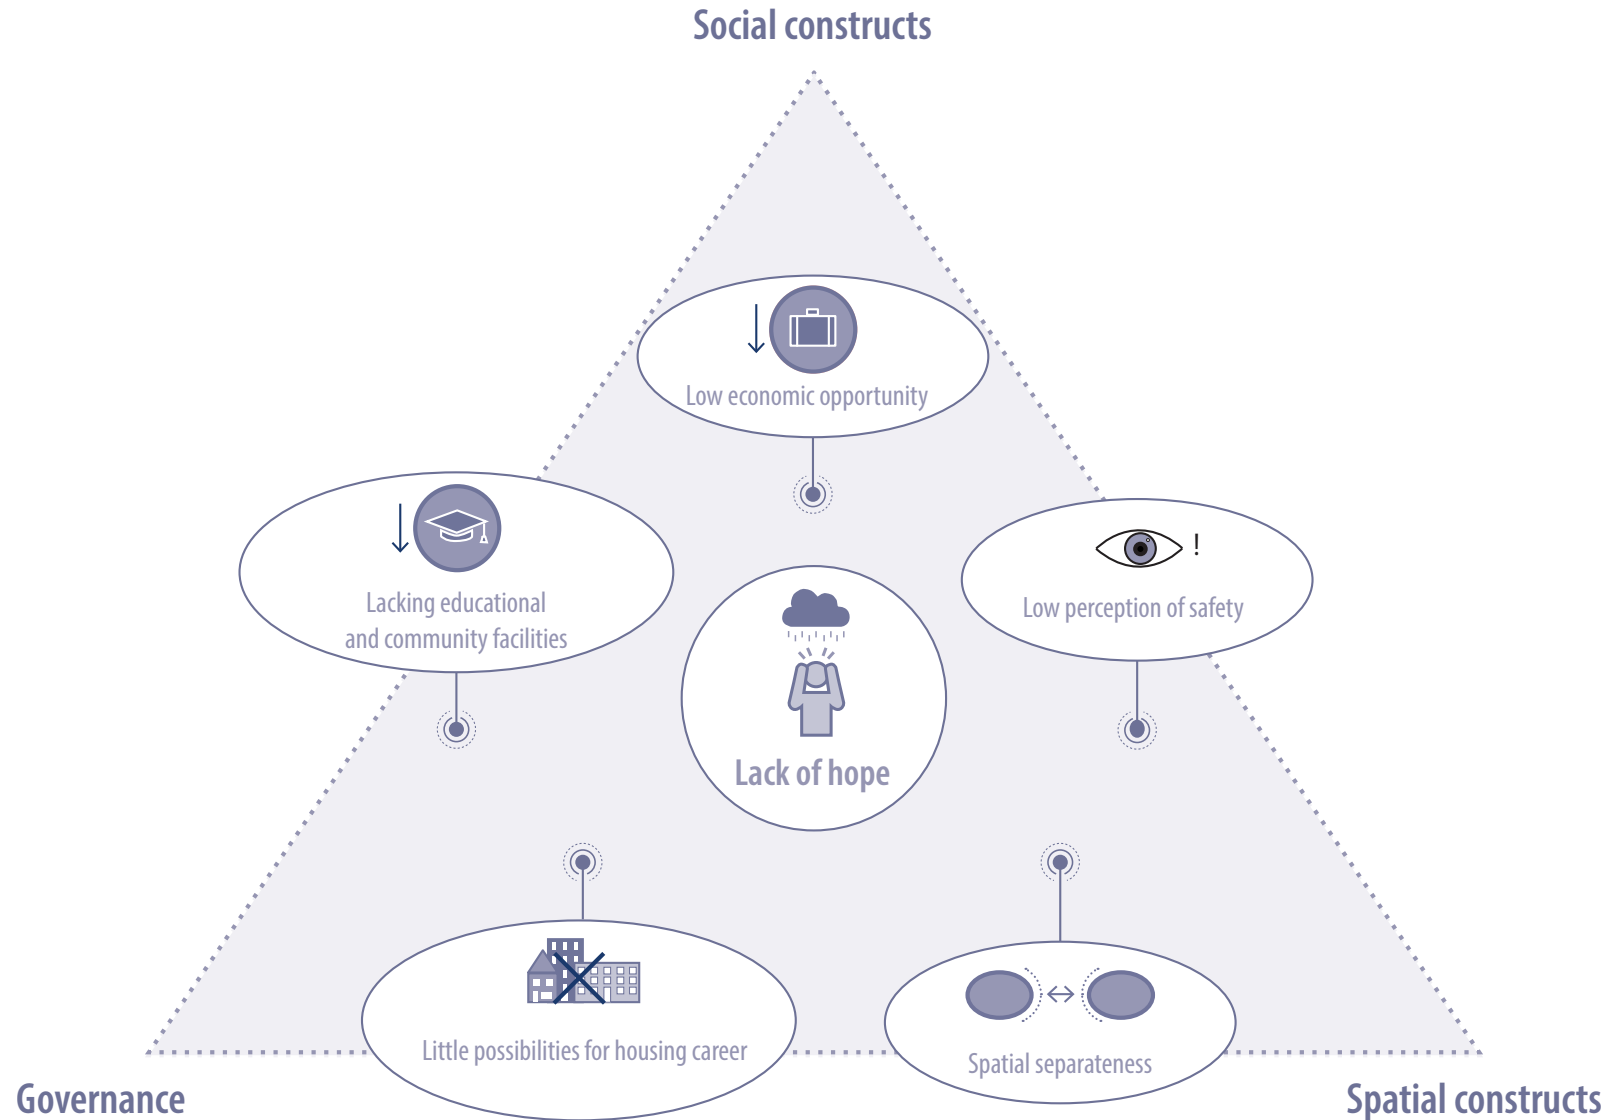 Social constructs
Low economic opportunity
Lacking educational
and community facilities
!
Low perception of safety
Lack of hope
Little possibilities for housing career
Spatial separateness
Governance
Spatial constructs